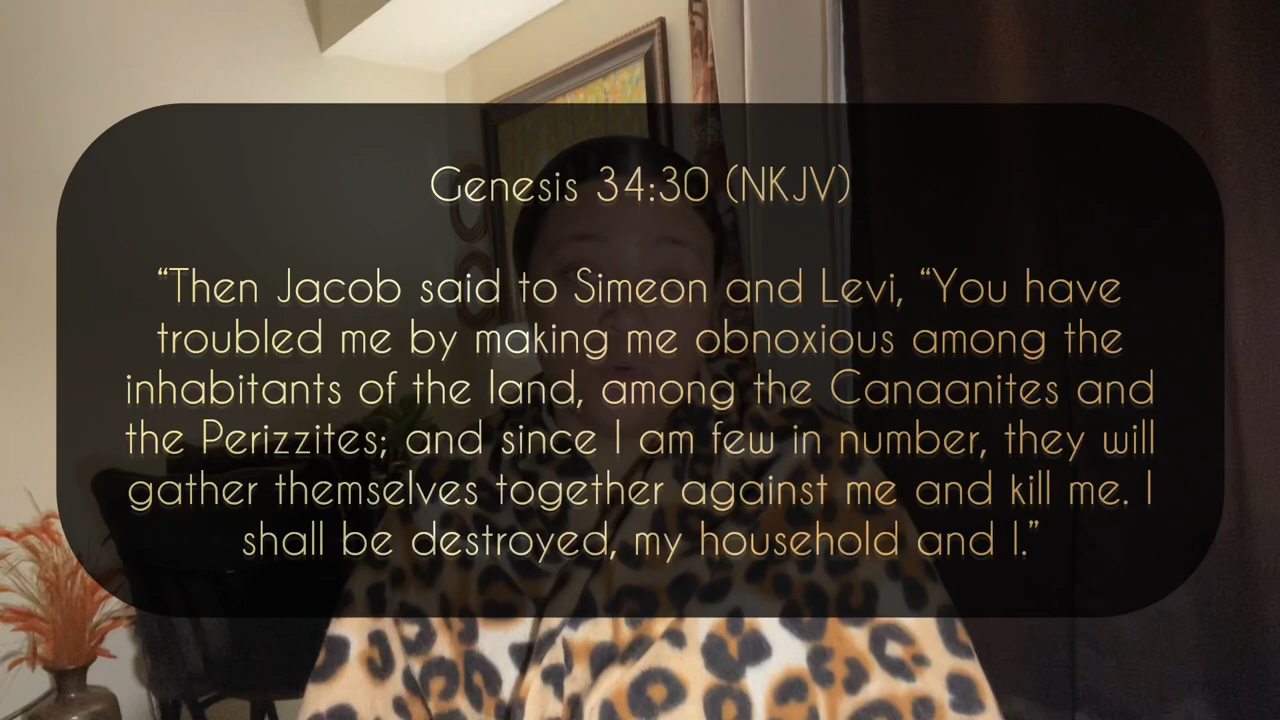 Genesis 34:30 (NKJV)
“Then Jacob said to Simeon and Levi, “You have
troubled me by making me obnoxious among the
inhabitants of the land, among the Canaanites and
the Perizzites; and since I am few in number, they will
gather themselves together against me and kill me. I
shall be destroyed, my household and I.”